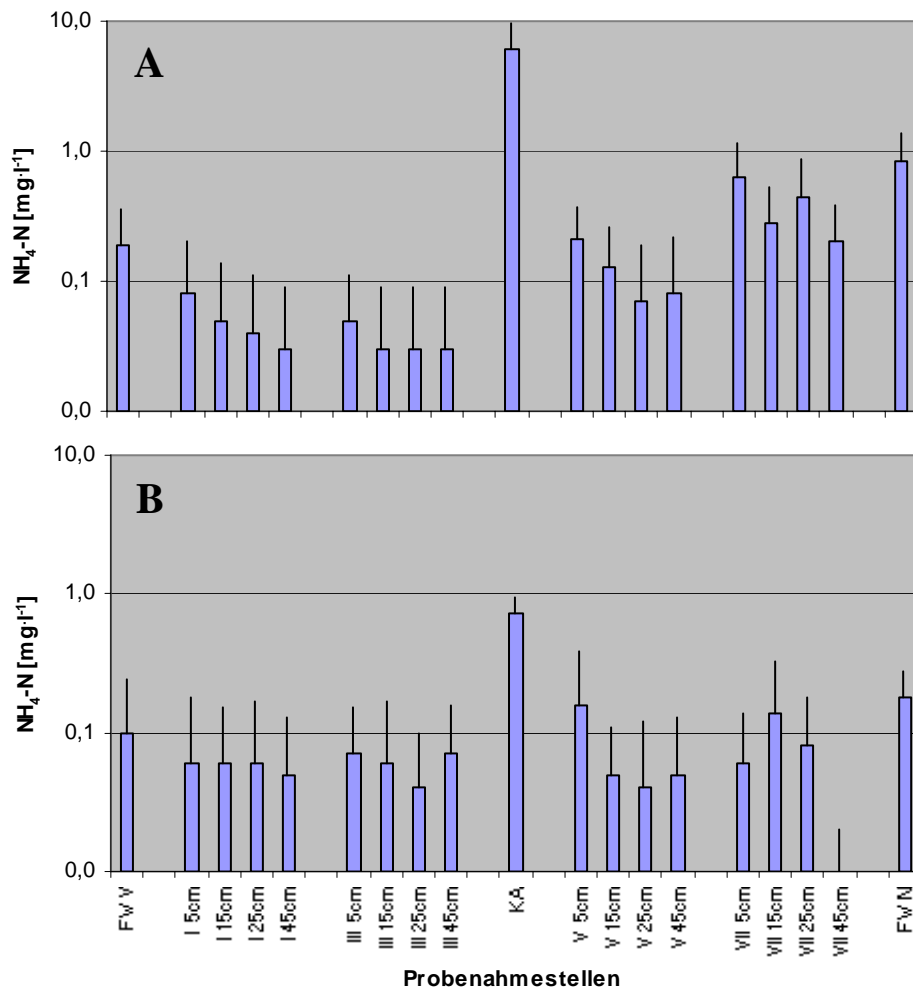 10,0
A
1,0
NH₄-N [mg·l⁻¹]
0,1
0,0
10,0
B
1,0
NH₄-N [mg·l⁻¹]
0,1
0,0
FW V
I 5cm
I 15cm
I 25cm
I 45cm
III 5cm
III 15cm
III 25cm
III 45cm
KA
V 5cm
V 15cm
V 25cm
V 45cm
VII 5cm
VII 15cm
VII 25cm
VII 45cm
FW N
Probenahmestellen